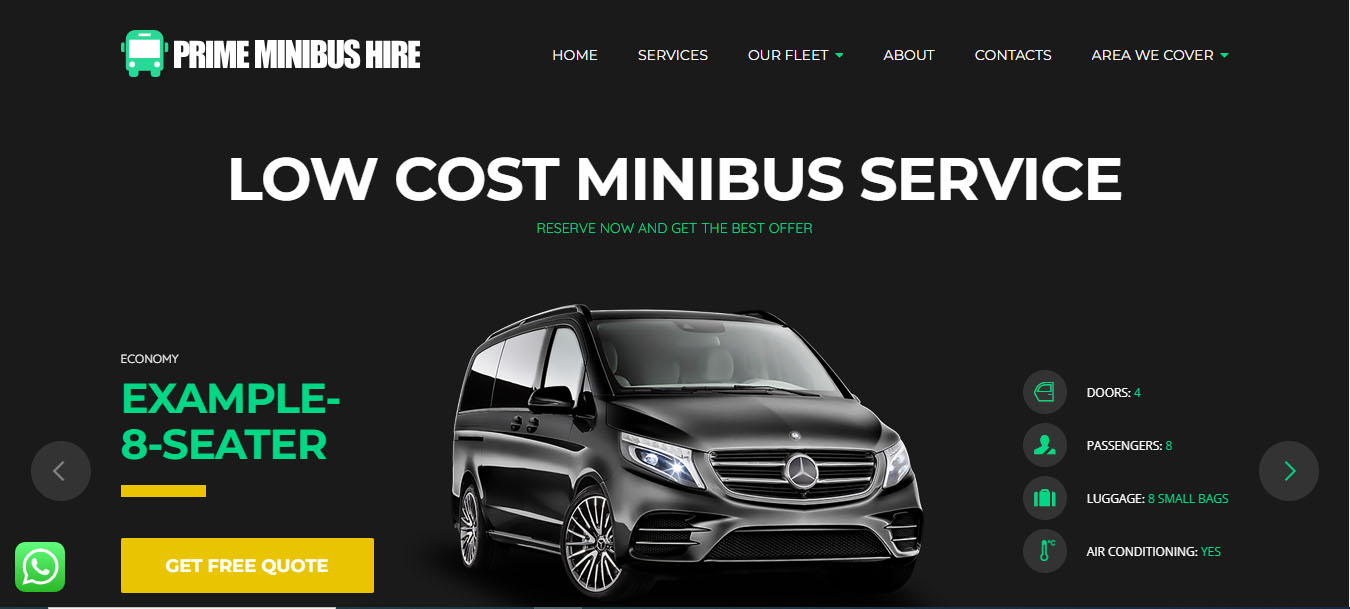 PRIME MINIBUS HIRE
HOME SERVICES OUR FLEET ABOUT CONTACTS AREA WE COVER
LOW COST MINIBUS SERVICE
RESERVE NOW AND GET THE BEST OFFER
ECONOMY
EXAMPLE-
8-SEATER
GET FREE QUOTE
DOORS: 4
PASSENGERS: 8
LUGGAGE: 8 SMALL BAGS
°C
AIR CONDITIONING: YES